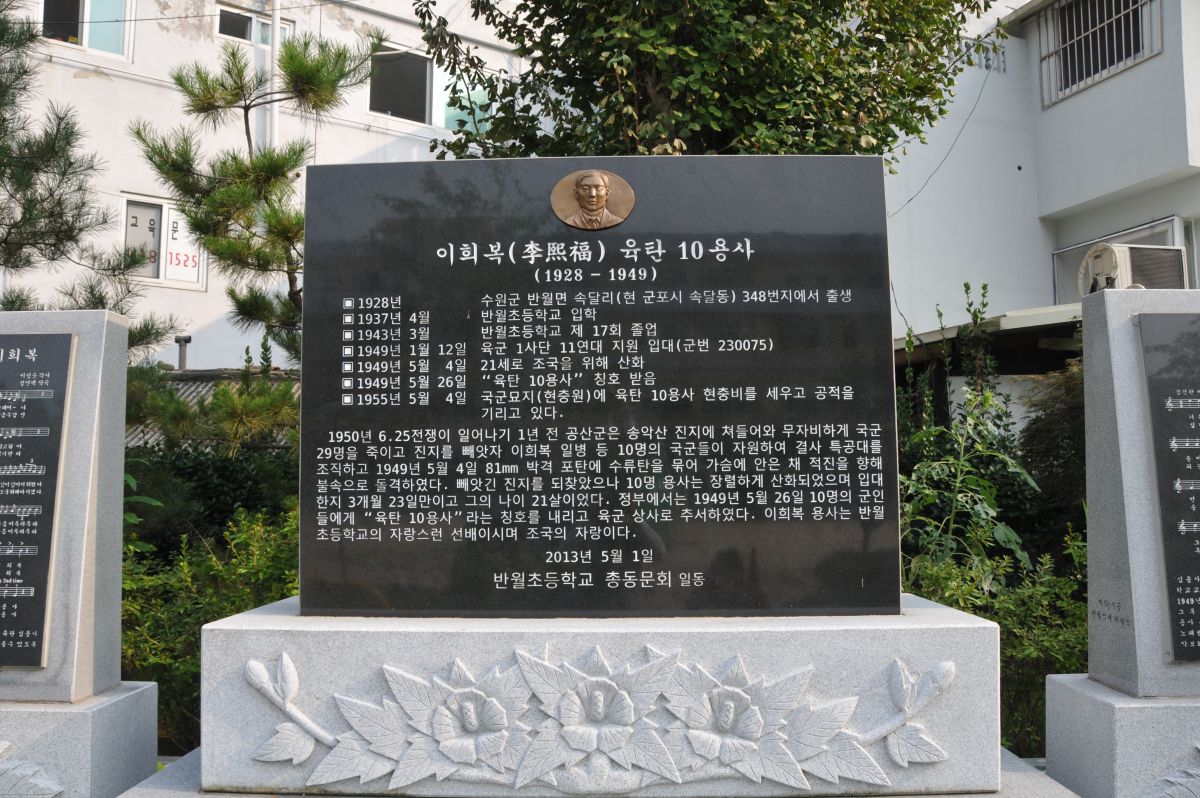 이희복(李熙福) 육탄 10용사
(1928 - 1949)
▣ 1928년 수원군 반월면 속달리(현 군포시 속달동) 348번지에서 출생
▣ 1937년 4월 반월초등학교 입학
▣ 1943년 3월 반월초등학교 제 17회 졸업
▣ 1949년 1월 12일 육군 1사단 11연대 지원 입대(군번 230075)
▣ 1949년 5월 4일 21세로 조국을 위해 산화
▣ 1949년 5월 26일 “육탄 10용사” 칭호 받음
▣ 1955년 5월 4일 국군묘지(현충원)에 육탄 10용사 현충비를 세우고 공적을
기리고 있다.
1950년 6.25전쟁이 일어나기 1년 전 공산군은 송악산 진지에 쳐들어와 무자비하게 국군
29명을 죽이고 진지를 빼앗자 이희복 일병 등 10명의 국군들이 자원하여 결사 특공대를
조직하고 1949년 5월 4일 81mm 박격 포탄에 수류탄을 묶어 가슴에 안은 채 적진을 향해
불속으로 돌격하였다. 빼앗긴 진지를 되찾았으나 10명 용사는 장렬하게 산화되었으며 입대
한지 3개월 23일만이고 그의 나이 21살이었다. 정부에서는 1949년 5월 26일 10명의 군인
들에게 “육탄 10용사”라는 칭호를 내리고 육군 상사로 추서하였다. 이희복 용사는 반월
초등학교의 자랑스런 선배이시며 조국의 자랑이다.
2013년 5월 1일
반월초등학교 총동문회 일동
교육문
1525
이희복
2nd time